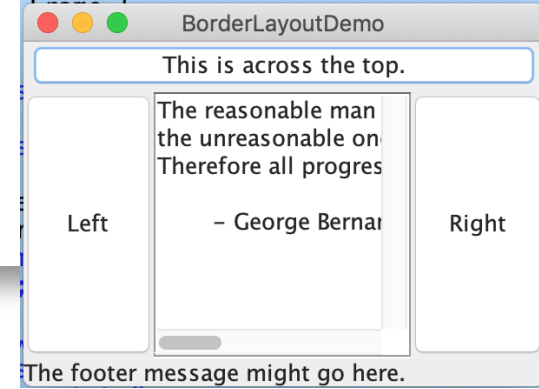 BorderLayoutDemo
This is across the top.
Left
The reasonable man
the unreasonable on
Therefore all progres
– George Bernar
Right
The footer message might go here.